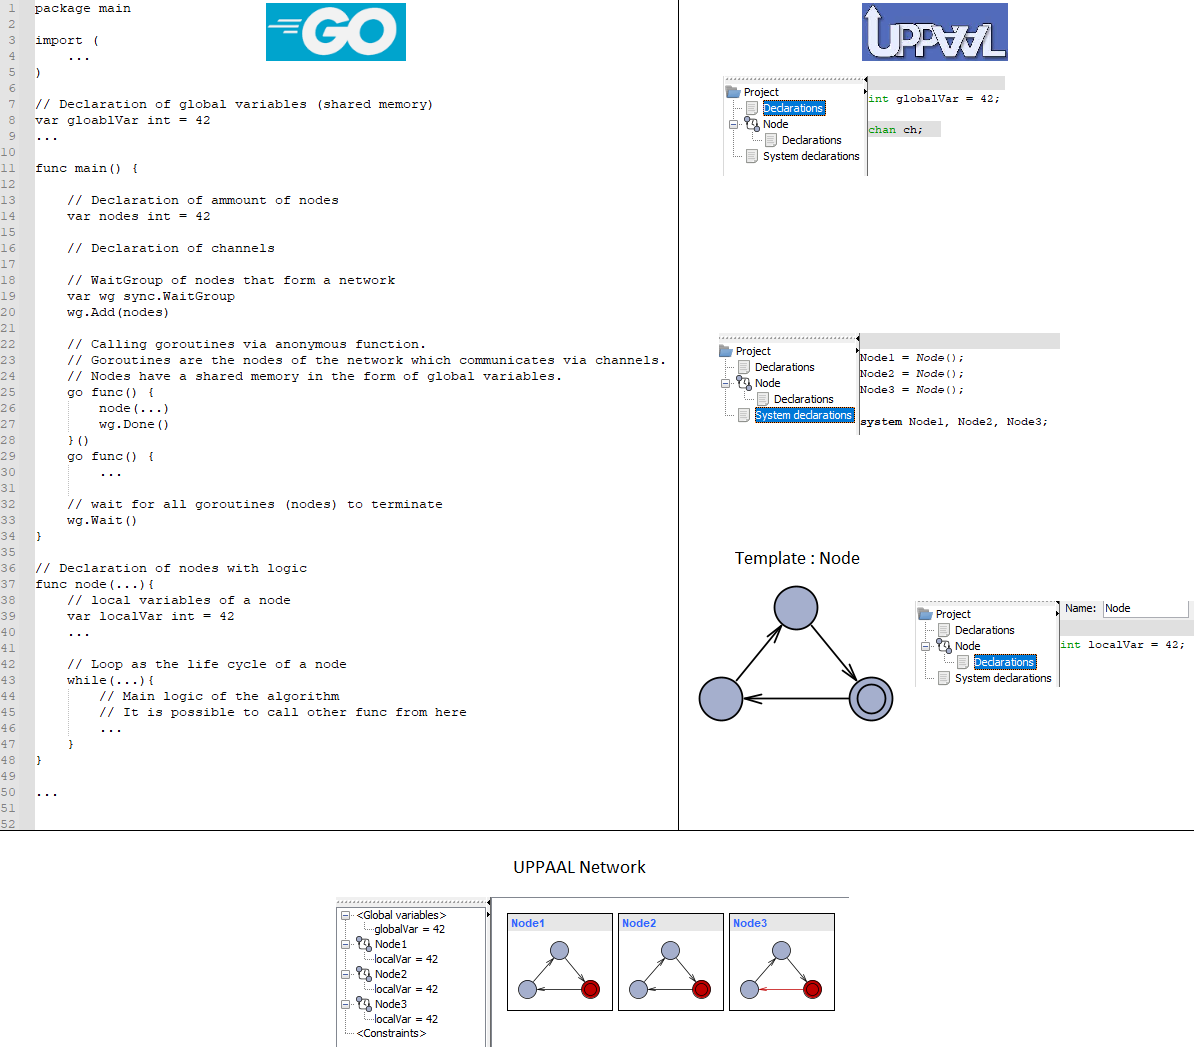 GO
1 package main
2
3 import (
4 ...
5 )
6
7 // Declaration of global variables (shared memory)
8 var gloablVar int = 42
9 ...
10
11 func main() {
12
13 // Declaration of ammount of nodes
14 var nodes int = 42
15
16 // Declaration of channels
17
18 // WaitGroup of nodes that form a network
19 var wg sync.WaitGroup
20 wg.Add(nodes)
21
22 // Calling goroutines via anonymous function.
23 // Goroutines are the nodes of the network which communicates via channels.
24 // Nodes have a shared memory in the form of global variables.
25 go func() {
26 node(...)
27 wg.Done()
28 }()
29 go func() {
30 ...
31
32 // wait for all goroutines (nodes) to terminate
33 wg.Wait()
34 }
35
36 // Declaration of nodes with logic
37 func node(...){
38 // local variables of a node
39 var localVar int = 42
40 ...
41
42 // Loop as the life cycle of a node
43 while(...){
44 // Main logic of the algorithm
45 // It is possible to call other func from here
46 ...
47 }
48 }
49
50 ...
51
52
UPPAAL
Project
Declarations
Node
Declarations
System declarations
int globalVar = 42;
chan ch;
Project
Declarations
Node
Declarations
System declarations
Node1 = Node();
Node2 = Node();
Node3 = Node();
system Node1, Node2, Node3;
Template : Node
Project
Declarations
Node
Declarations
System declarations
Name: Node
int localVar = 42;
UPPAAL Network
<Global variables>
globalVar = 42
Node1
localVar = 42
Node2
localVar = 42
Node3
localVar = 42
<Constraints>
Node1
Node2
Node3